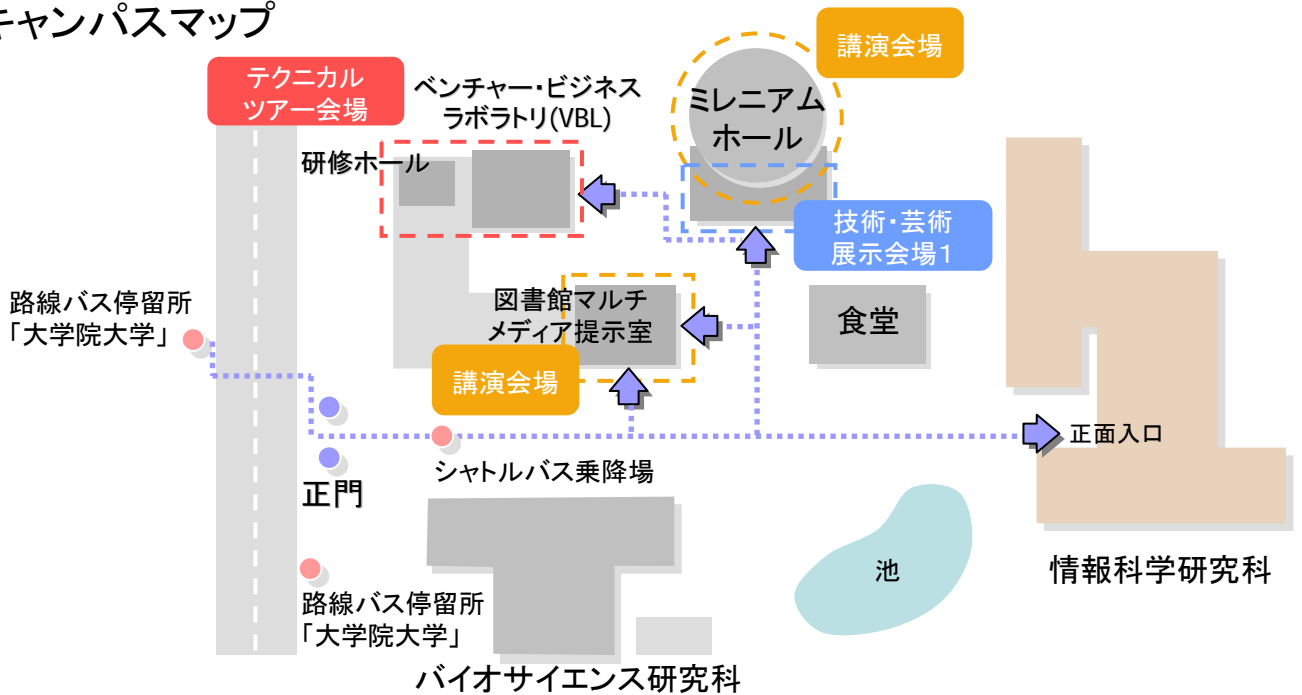 キャンパスマップ
講演会場
テクニカル
ツアー会場
ベンチャー・ビジネス
ラボラトリ(VBL)
ミレニアム
ホール
研修ホール
技術・芸術
展示会場1
路線バス停留所
「大学院大学」
図書館マルチ
メディア提示室
食堂
講演会場
正面入口
シャトルバス乗降場
正門
池
情報科学研究科
路線バス停留所
「大学院大学」
バイオサイエンス研究科